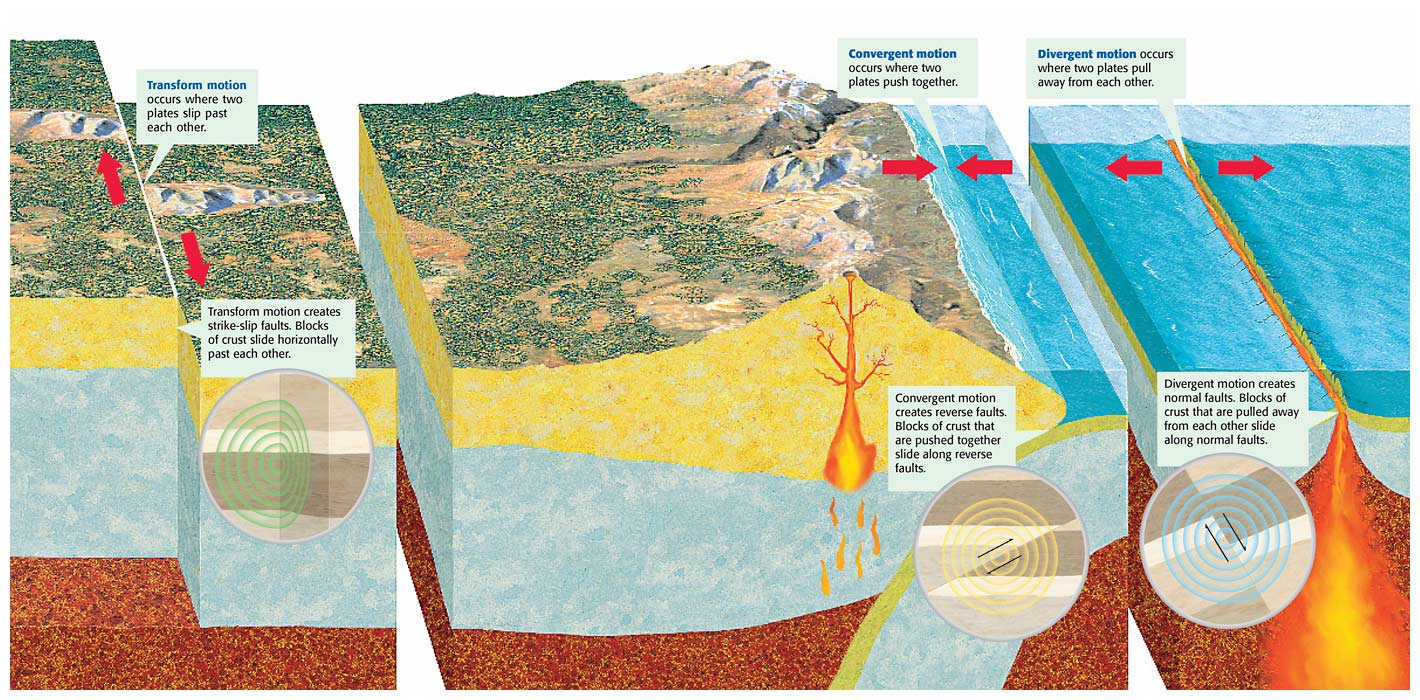 Transform motion
occurs where two
plates slip past
each other.
Convergent motion
occurs where two
plates push together.
Divergent motion occurs
where two plates pull
away from each other.
Transform motion creates
strike-slip faults. Blocks
of crust slide horizontally
past each other.
Convergent motion
creates reverse faults.
Blocks of crust that
are pushed together
slide along reverse
faults.
Divergent motion creates
normal faults. Blocks of
crust that are pulled away
from each other slide
along normal faults.